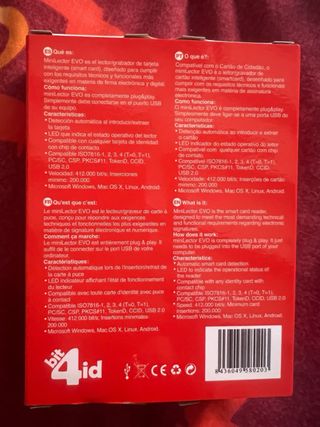 ES Qué es:
MiniLector EVO es el lector/grabador de tarjeta
inteligente (smart card), diseñado para cumplir
con los requisitos técnicos y funcionales más
exigentes en materia de firma electrónica y digital.
Cómo funciona:
miniLector EVO es completamente plug&play.
Simplemente debe conectarse en el puerto USB
de su equipo.
Características:
• Detección automática al introducir/extraer
la tarjeta
• LED que indica el estado operativo del lector
• Compatible con cualquier tarjeta de identidad
con chip de contacto
• Compatible ISO7816-1, 2, 3, 4 (T=0, T=1),
PC/SC, CSP, PKCS#11, TokenD, CCID,
USB 2.0
• Velocidad: 412.000 bits/s, Inserciones
mínimas: 200.000
• Microsoft Windows, Mac OS X, Linux, Android.
PT O que é?:
Compatível com o Cartão de Cidadão, o
miniLector EVO é o leitor/gravador de
cartão inteligente (smartcard), desenhado para
cumprir com os requisitos técnicos e funcionais
mais exigentes em matéria de assinatura
electrónica.
Como funciona:
O miniLector EVO é completamente plug&play.
Simplesmente deve ligar-se a uma porta USB de
seu computador.
Características:
• Detecção automática ao introduzir e extrair
o cartão
• LED Indicador do estado do leitor
• Compatível com qualquer cartão com chip
de contato.
• Compatível ISO7816-1, 2, 3, 4 (T=0, T=1),
PC/SC, CSP, PKCS#11, TokenD, CCID,
USB 2.0
• Velocidade: 412.000 bits/s, Inserções
mínimas: 200.000.
• Microsoft Windows, Mac OS X, Linux, Android.
FR Qu'est que c'est:
Le miniLector EVO est le lecteur/graveur de carte à
puce, conçu pour répondre aux exigences
techniques et fonctionnelles les plus exigeantes en
matière de signature électronique et numérique.
Comment ça marche:
Le miniLector EVO est entièrement plug & play. Il
suffit de le connecter sur le port USB de votre
ordinateur.
Caractéristiques:
• Détection automatique lors de l'insertion/retrait
de la carte à puce
• LED indicateur affichant l'état de fonctionnement
du lecteur
• Compatible avec toute carte d'identité avec puce
à contact
• Compatible ISO7816-1, 2, 3, 4 (T=0, T=1),
PC/SC, CSP, PKCS#11, TokenD, CCID, USB 2.0
• Vitesse: 412.000 bit/s, Insertions minimales:
200.000
• Microsoft Windows, Mac OS X, Linux, Android.
EN What is it:
MiniLector EVO is the smart card reader,
designed to meet the most demanding technical
and functional requirements regarding electronic
signatures.
How does it work:
miniLector EVO is completely plug & play. It just
needs to be plugged into the USB port of your
computer.
Characteristic:
• Automatic smart card detection
• LED to indicate the operational status of
the reader
• Compatible with any identity card with
contact chip
• Compatible ISO7816-1, 2, 3, 4 (T=0, T=1),
PC/SC, CSP, PKCS#11, TokenD, CCID, USB 2.0
• Speed: 412.000 bit/s, Minimum card
Insertions: 200.000
• Microsoft Windows, Mac OS X, Linux, Android.
bit
4id
CE
8436049580203